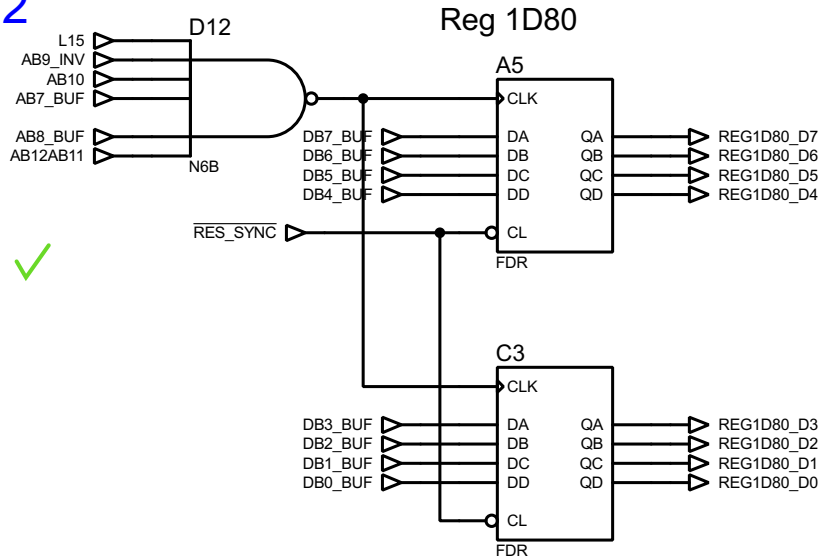 2
D12
Reg 1D80
L15
AB9_INV
AB10
AB7_BUF
AB8_BUF
AB12AB11
N6B
A5
CLK
DB7_BUF DA QA REG1D80_D7
DB6_BUF DB QB REG1D80_D6
DB5_BUF DC QC REG1D80_D5
DB4_BUF DD QD REG1D80_D4
RES_SYNC CL
FDR
C3
CLK
DB3_BUF DA QA REG1D80_D3
DB2_BUF DB QB REG1D80_D2
DB1_BUF DC QC REG1D80_D1
DB0_BUF DD QD REG1D80_D0
CL
FDR